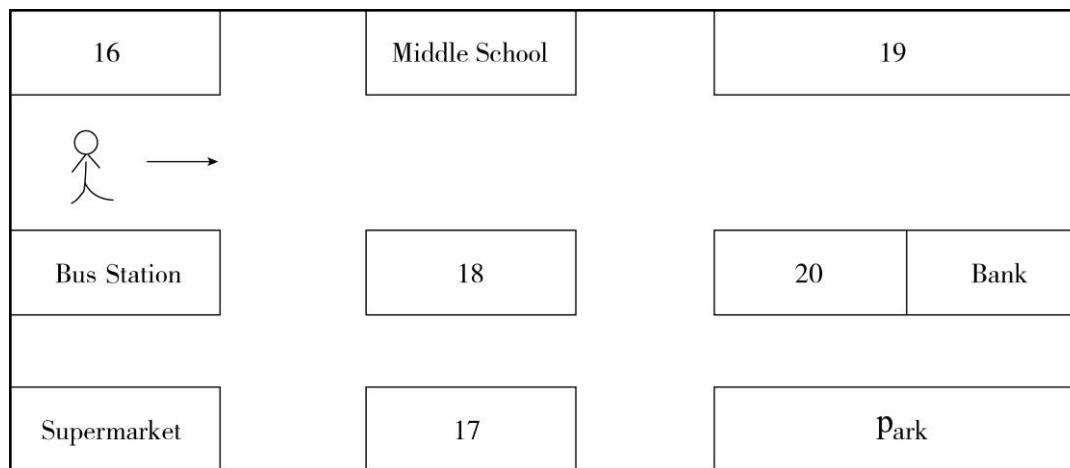 16
Middle School
19
Bus Station
18
20
Bank
Supermarket
17
Park